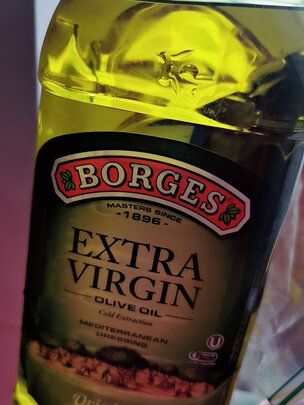 BORGES
MASTERS SINCE
-1896-
EXTRA
VIRGIN
OLIVE OIL
Cold Extraction
MEDITERRANEAN
DRESSING
U